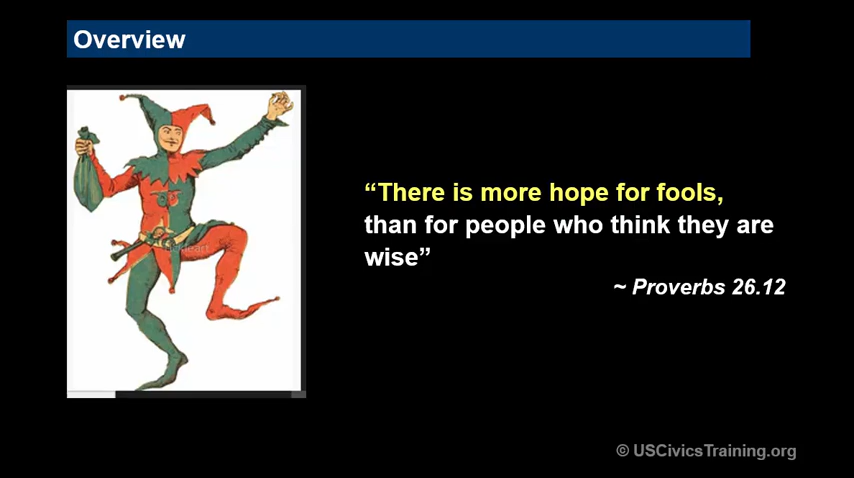 Overview
“There is more hope for fools,
than for people who think they are
wise”
~ Proverbs 26.12
© USCivicsTraining.org